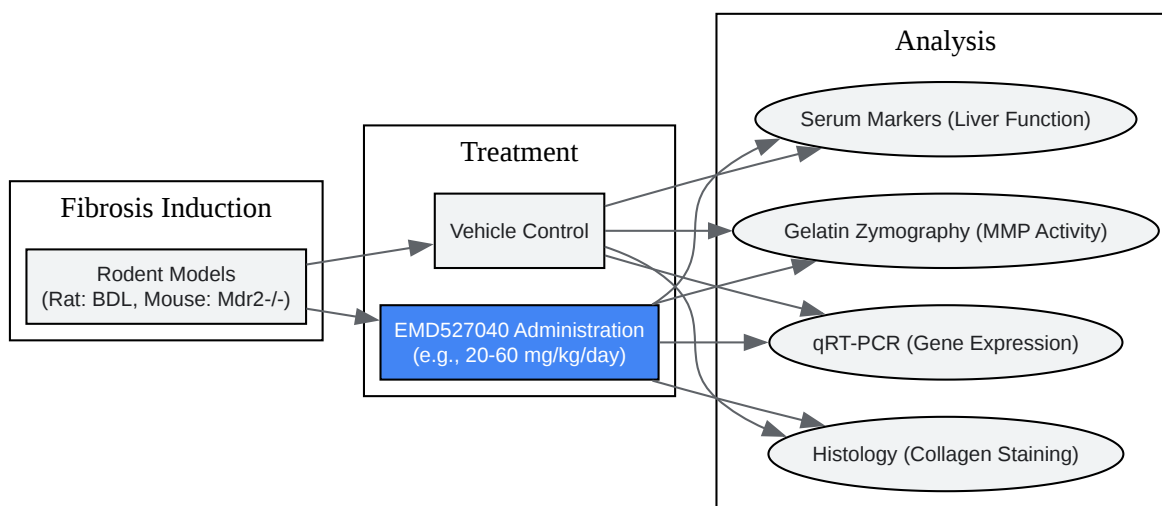 Fibrosis Induction
Rodent Models
(Rat: BDL, Mouse: Mdr2-/-)
Treatment
Vehicle Control
EMD527040 Administration
(e.g., 20-60 mg/kg/day)
Analysis
Serum Markers (Liver Function)
Gelatin Zymography (MMP Activity)
qRT-PCR (Gene Expression)
Histology (Collagen Staining)